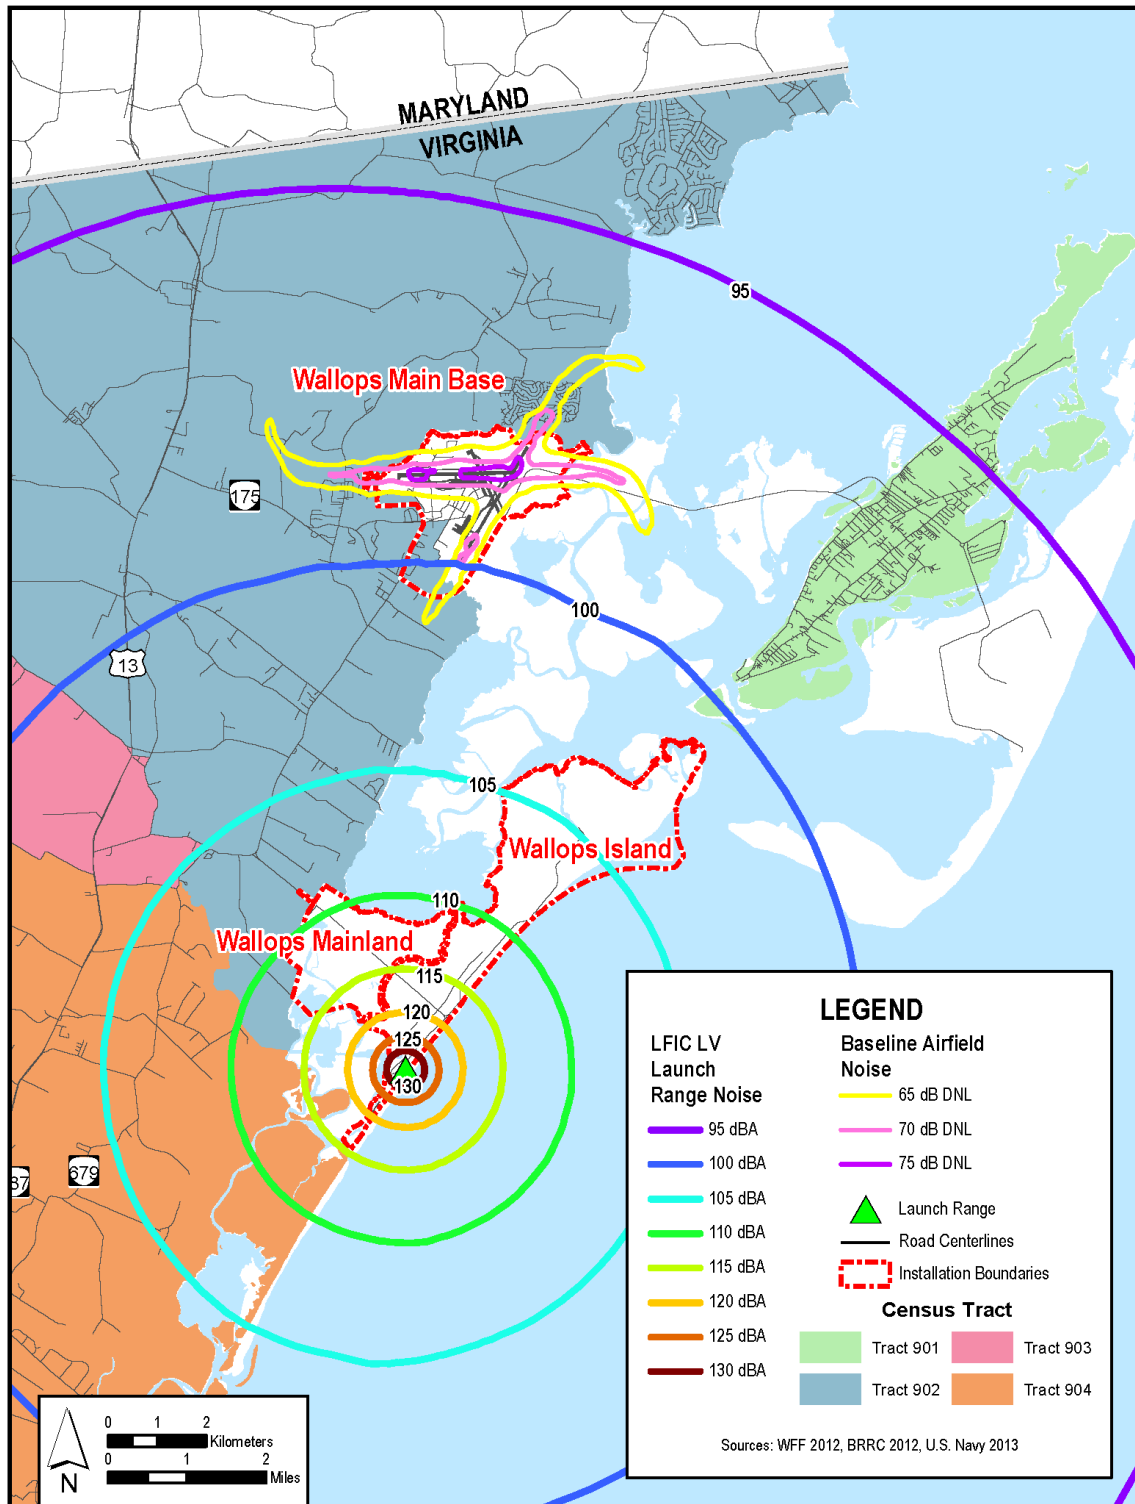 MARYLAND
VIRGINIA
95
Wallops Main Base
175
100
13
105
Wallops Island
110
Wallops Mainland
115
120
125
130
679
87
LEGEND
LFIC LV
Launch
Range Noise
95 dBA
100 dBA
105 dBA
110 dBA
115 dBA
120 dBA
125 dBA
130 dBA
Baseline Airfield
Noise
65 dB DNL
70 dB DNL
75 dB DNL
Launch Range
Road Centerlines
Installation Boundaries
Census Tract
Tract 901
Tract 903
Tract 902
Tract 904
Sources: WFF 2012, BRRC 2012, U.S. Navy 2013
N
0 1 2
Kilometers
0 1 2
Miles